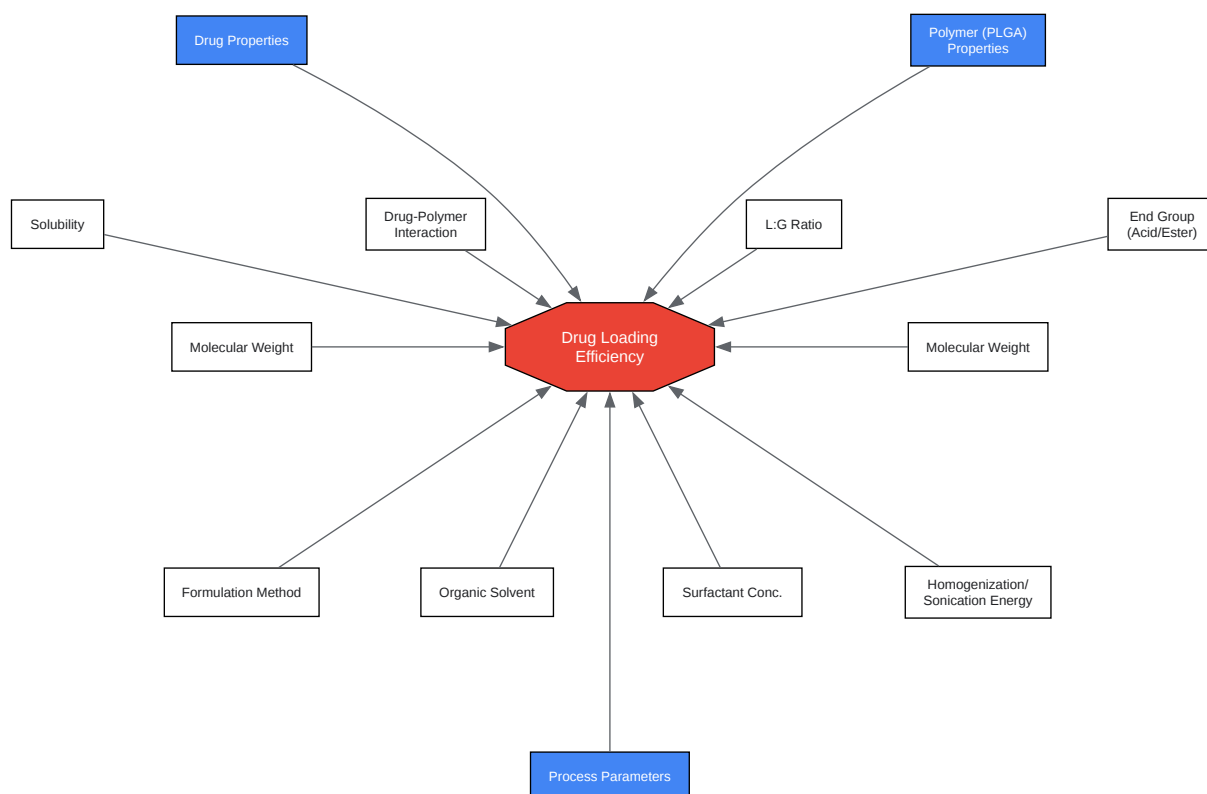 Drug Properties
Polymer (PLGA)
Properties
Solubility
Drug-Polymer
Interaction
L:G Ratio
End Group
(Acid/Ester)
Molecular Weight
Drug Loading
Efficiency
Molecular Weight
Formulation Method
Organic Solvent
Surfactant Conc.
Homogenization/
Sonication Energy
Process Parameters